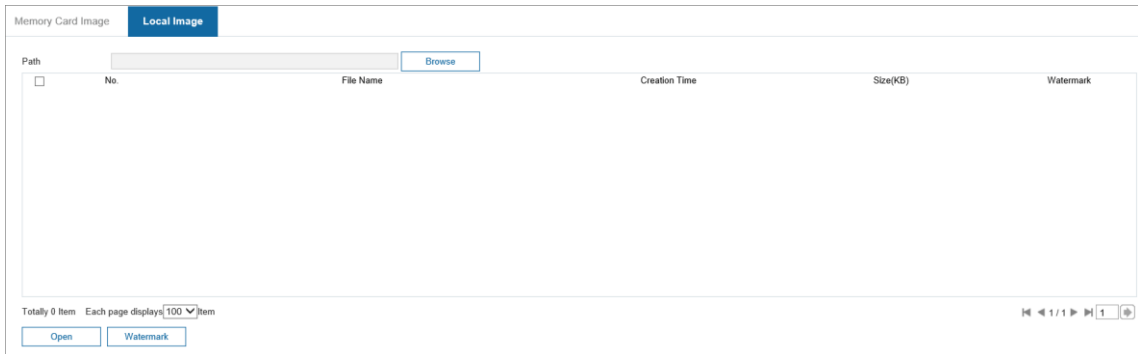 Memory Card Image Local Image
Path Browse
No. File Name Creation Time Size(KB) Watermark
Totally 0 Item Each page displays 100 Item 1 / 1 1
Open Watermark